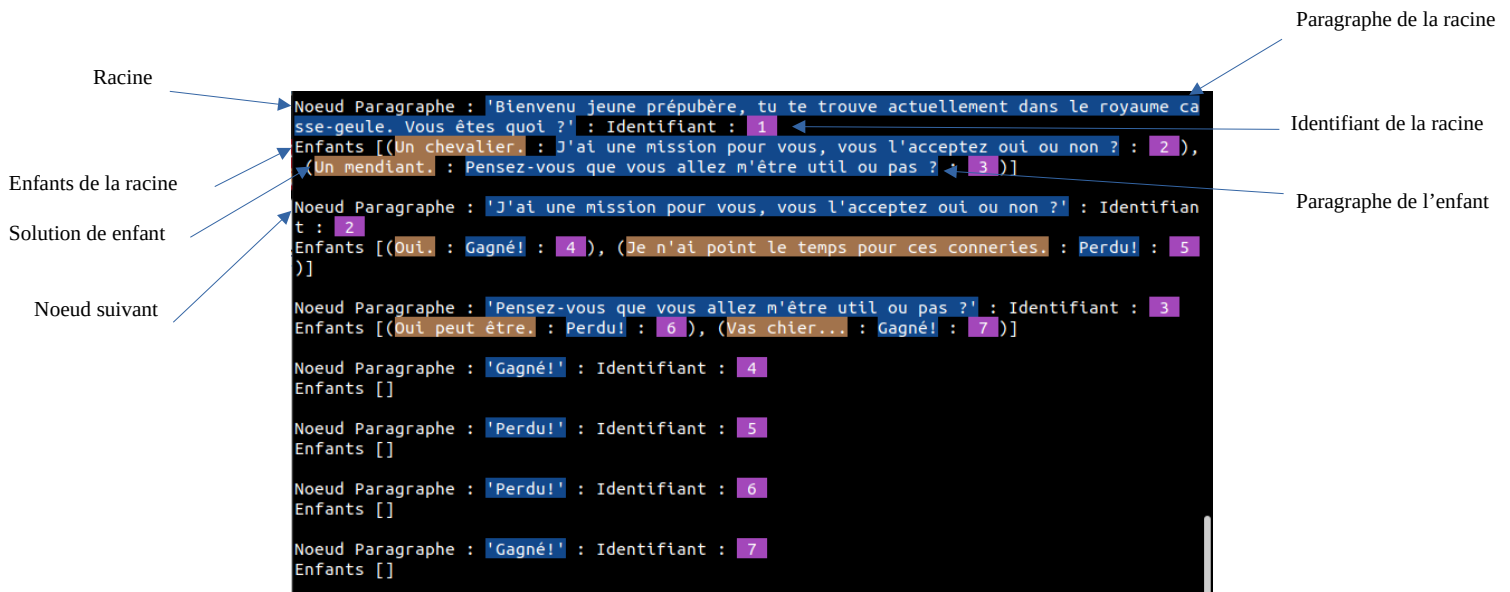 Paragraphe de la racine
Racine
Noeud Paragraphe : 'Bienvenu jeune prépubère, tu te trouve actuellement dans le royaume ca
sse-geule. Vous êtes quoi ?' : Identifiant : 1
Identifiant de la racine
Enfants [(Un chevalier. : J'ai une mission pour vous, vous l'acceptez oui ou non ? : 2 ),
(Un mendiant. : Pensez-vous que vous allez m'être util ou pas ? : 3 )]
Enfants de la racine
Paragraphe de l’enfant
Noeud Paragraphe : 'J'ai une mission pour vous, vous l'acceptez oui ou non ?' : Identifian
t : 2
Solution de enfant
Enfants [(Oui. : Gagné! : 4 ), (Je n'ai point le temps pour ces conneries. : Perdu! : 5
)]
Noeud suivant
Noeud Paragraphe : 'Pensez-vous que vous allez m'être util ou pas ?' : Identifiant : 3
Enfants [(Oui peut être. : Perdu! : 6 ), (Vas chier... : Gagné! : 7 )]
Noeud Paragraphe : 'Gagné!' : Identifiant : 4
Enfants []
Noeud Paragraphe : 'Perdu!' : Identifiant : 5
Enfants []
Noeud Paragraphe : 'Perdu!' : Identifiant : 6
Enfants []
Noeud Paragraphe : 'Gagné!' : Identifiant : 7
Enfants []